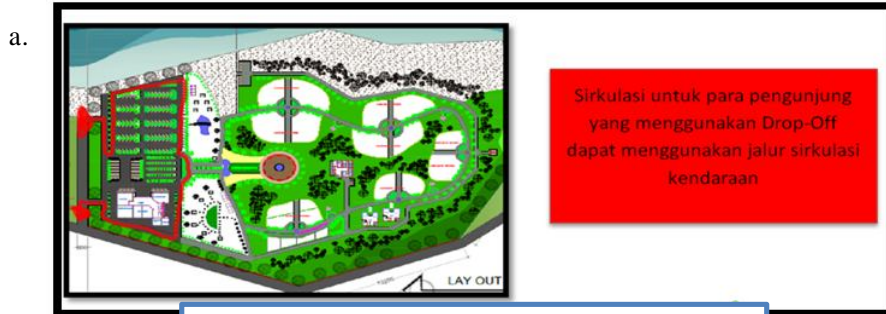 a.
Sirkulasi untuk para pengunjung
yang menggunakan Drop-Off
dapat menggunakan jalur sirkulasi
kendaraan
LAY OUT